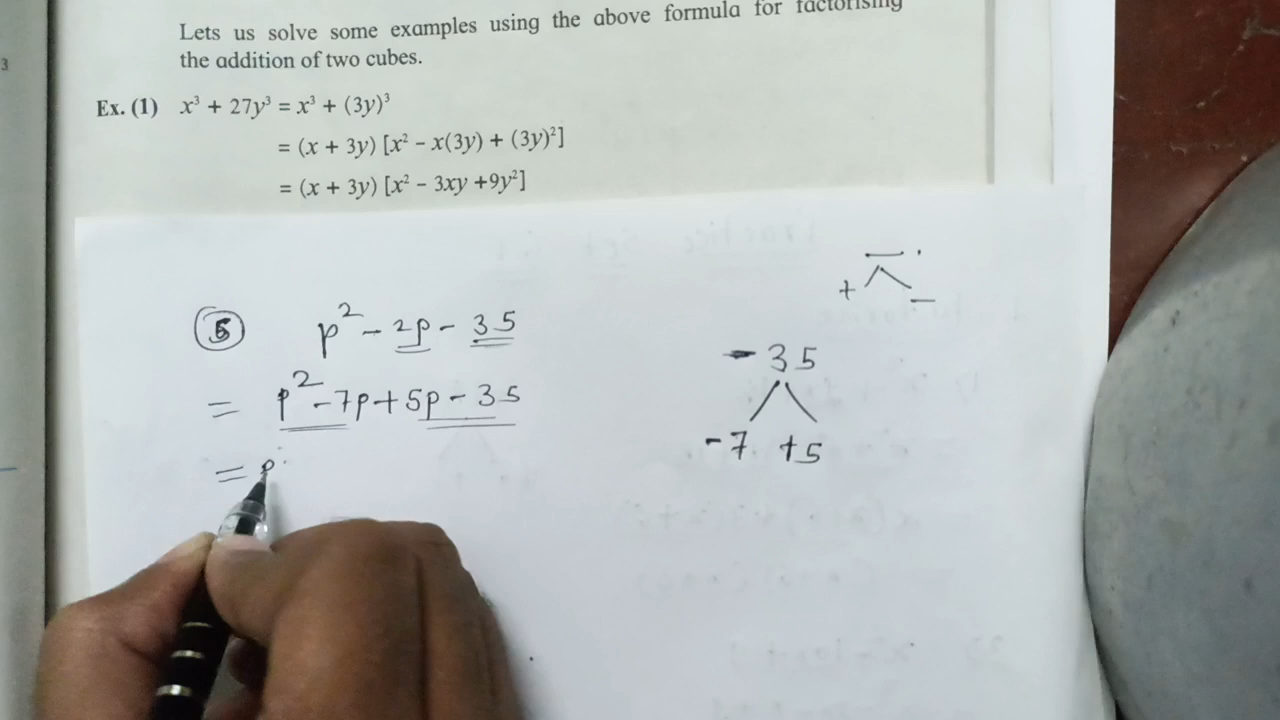 3
Lets us solve some examples using the above formula for factorising
the addition of two cubes.
Ex. (1) x³ + 27y³ = x³ + (3y)³
= (x + 3y) [x² − x(3y) + (3y)²]
= (x + 3y) [x² − 3xy +9y²]
+ − −
5 p² − 2p − 35
− 35
= p² − 7p + 5p − 35
-7 +5
= p